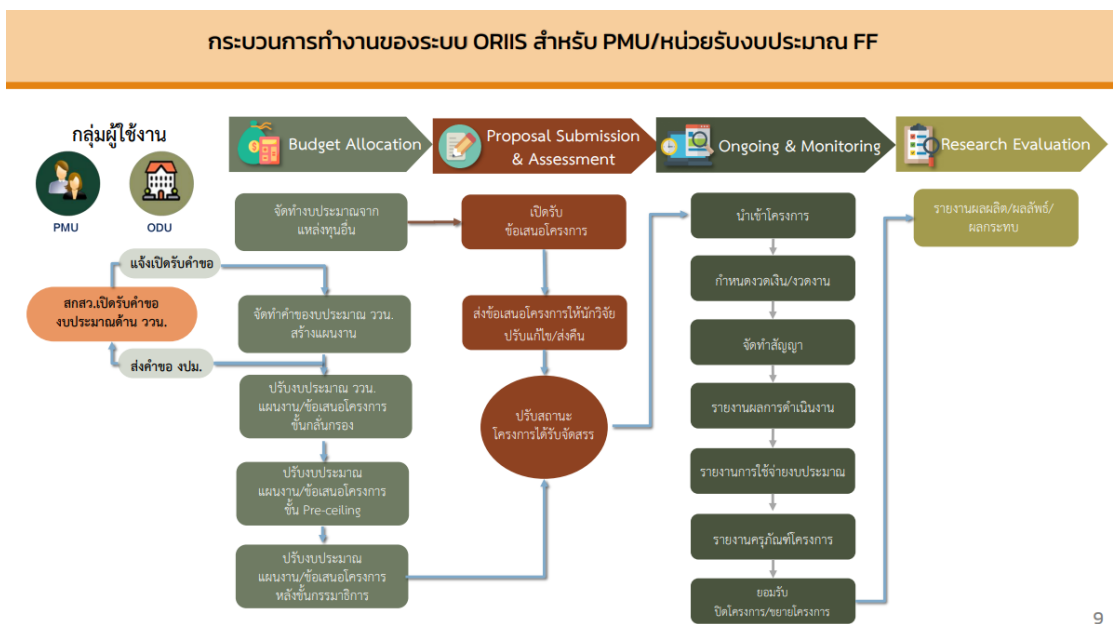 กระบวนการทำงานของระบบ ORIIS สำหรับ PMU/หน่วยรับงบประมาณ FF
กลุ่มผู้ใช้งาน
PMU
ODU
แจ้งเปิดรับคำขอ
สกสว.เปิดรับคำขอ
งบประมาณด้าน ววน.
ส่งคำขอ งปม.
Budget Allocation
จัดทำงบประมาณจาก
แหล่งทุนอื่น
จัดทำคำของบประมาณ ววน.
สร้างแผนงาน
ปรับงบประมาณ ววน.
แผนงาน/ข้อเสนอโครงการ
ขั้นกลั่นกรอง
ปรับงบประมาณ
แผนงาน/ข้อเสนอโครงการ
ขั้น Pre-ceiling
ปรับงบประมาณ
แผนงาน/ข้อเสนอโครงการ
หลังขั้นกรรมาธิการ
Proposal Submission
& Assessment
เปิดรับ
ข้อเสนอโครงการ
ส่งข้อเสนอโครงการให้นักวิจัย
ปรับแก้ไข/ส่งคืน
ปรับสถานะ
โครงการได้รับจัดสรร
Ongoing & Monitoring
นำเข้าโครงการ
กำหนดงวดเงิน/งวดงาน
จัดทำสัญญา
รายงานผลการดำเนินงาน
รายงานการใช้จ่ายงบประมาณ
รายงานครุภัณฑ์โครงการ
ยอมรับ
ปิดโครงการ/ขยายโครงการ
Research Evaluation
รายงานผลผลิต/ผลลัพธ์/
ผลกระทบ
9